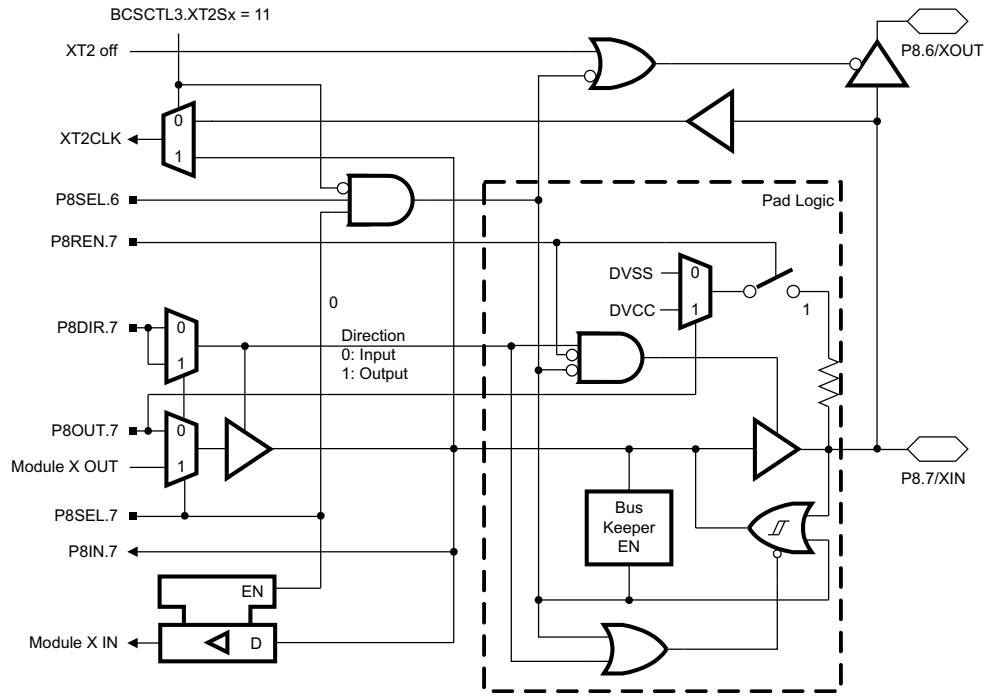 BCSCTL3.XT2Sx = 11
XT2 off
P8.6/XOUT
0
XT2CLK
1
P8SEL.6
Pad Logic
P8REN.7
DVSS
0
0
DVCC
1
1
P8DIR.7
0
Direction
0: Input
1
1: Output
P8OUT.7
0
Module X OUT
1
P8.7/XIN
P8SEL.7
Bus
Keeper
EN
P8IN.7
EN
Module X IN
D